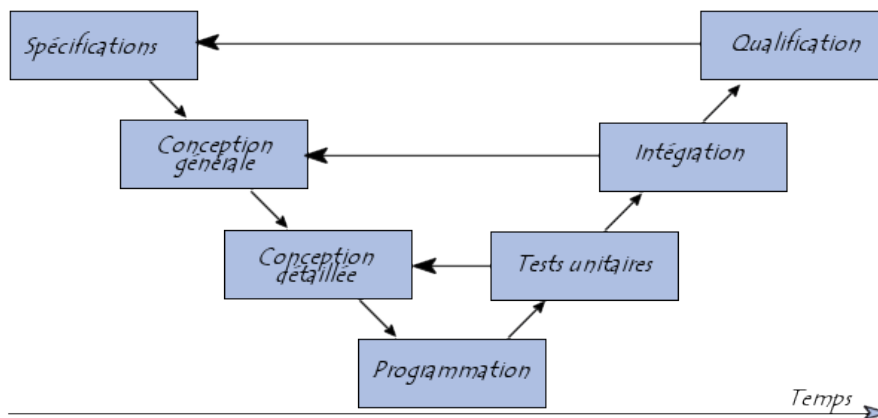 Spécifications
Qualification
Conception
générale
Intégration
Conception
détaillée
Tests unitaires
Programmation
Temps